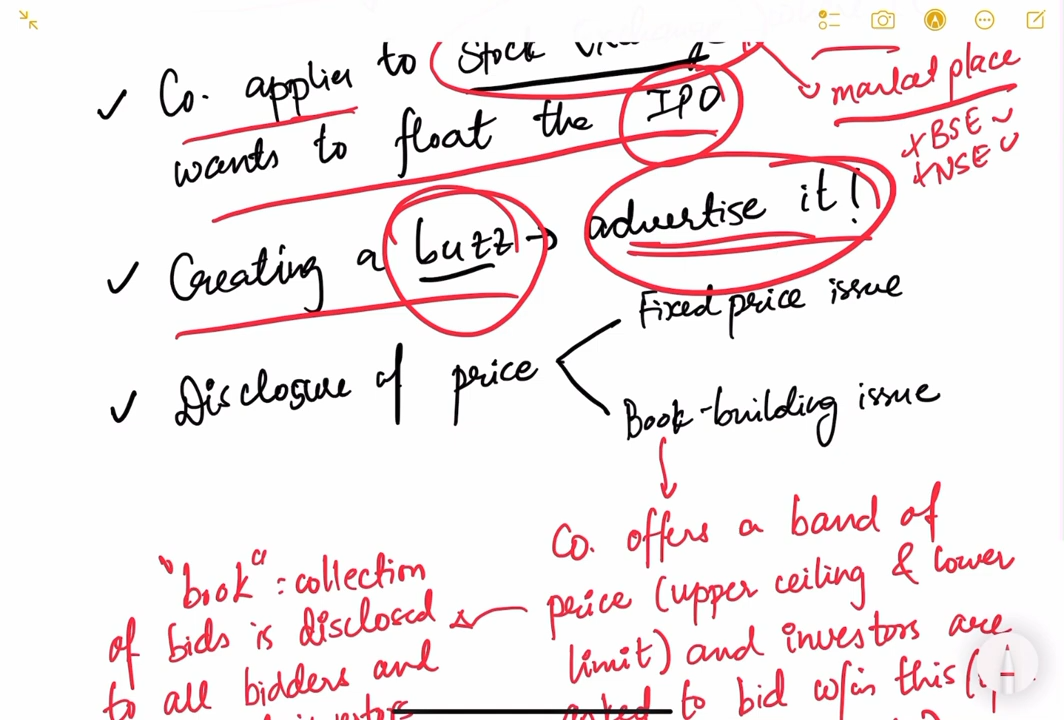 ✓ Co. applies to Stock
market place
wants to float the IPO
+ BSE ✓
+ NSE ✓
✓ Creating a buzz → advertise it!
✓ Disclosure of price
Fixed price issue
Book-building issue
Co. offers a band of
price (upper ceiling & lower
limit) and investors are
asked to bid w/in this
"book" : collection
of bids is disclosed
to all bidders and
investors